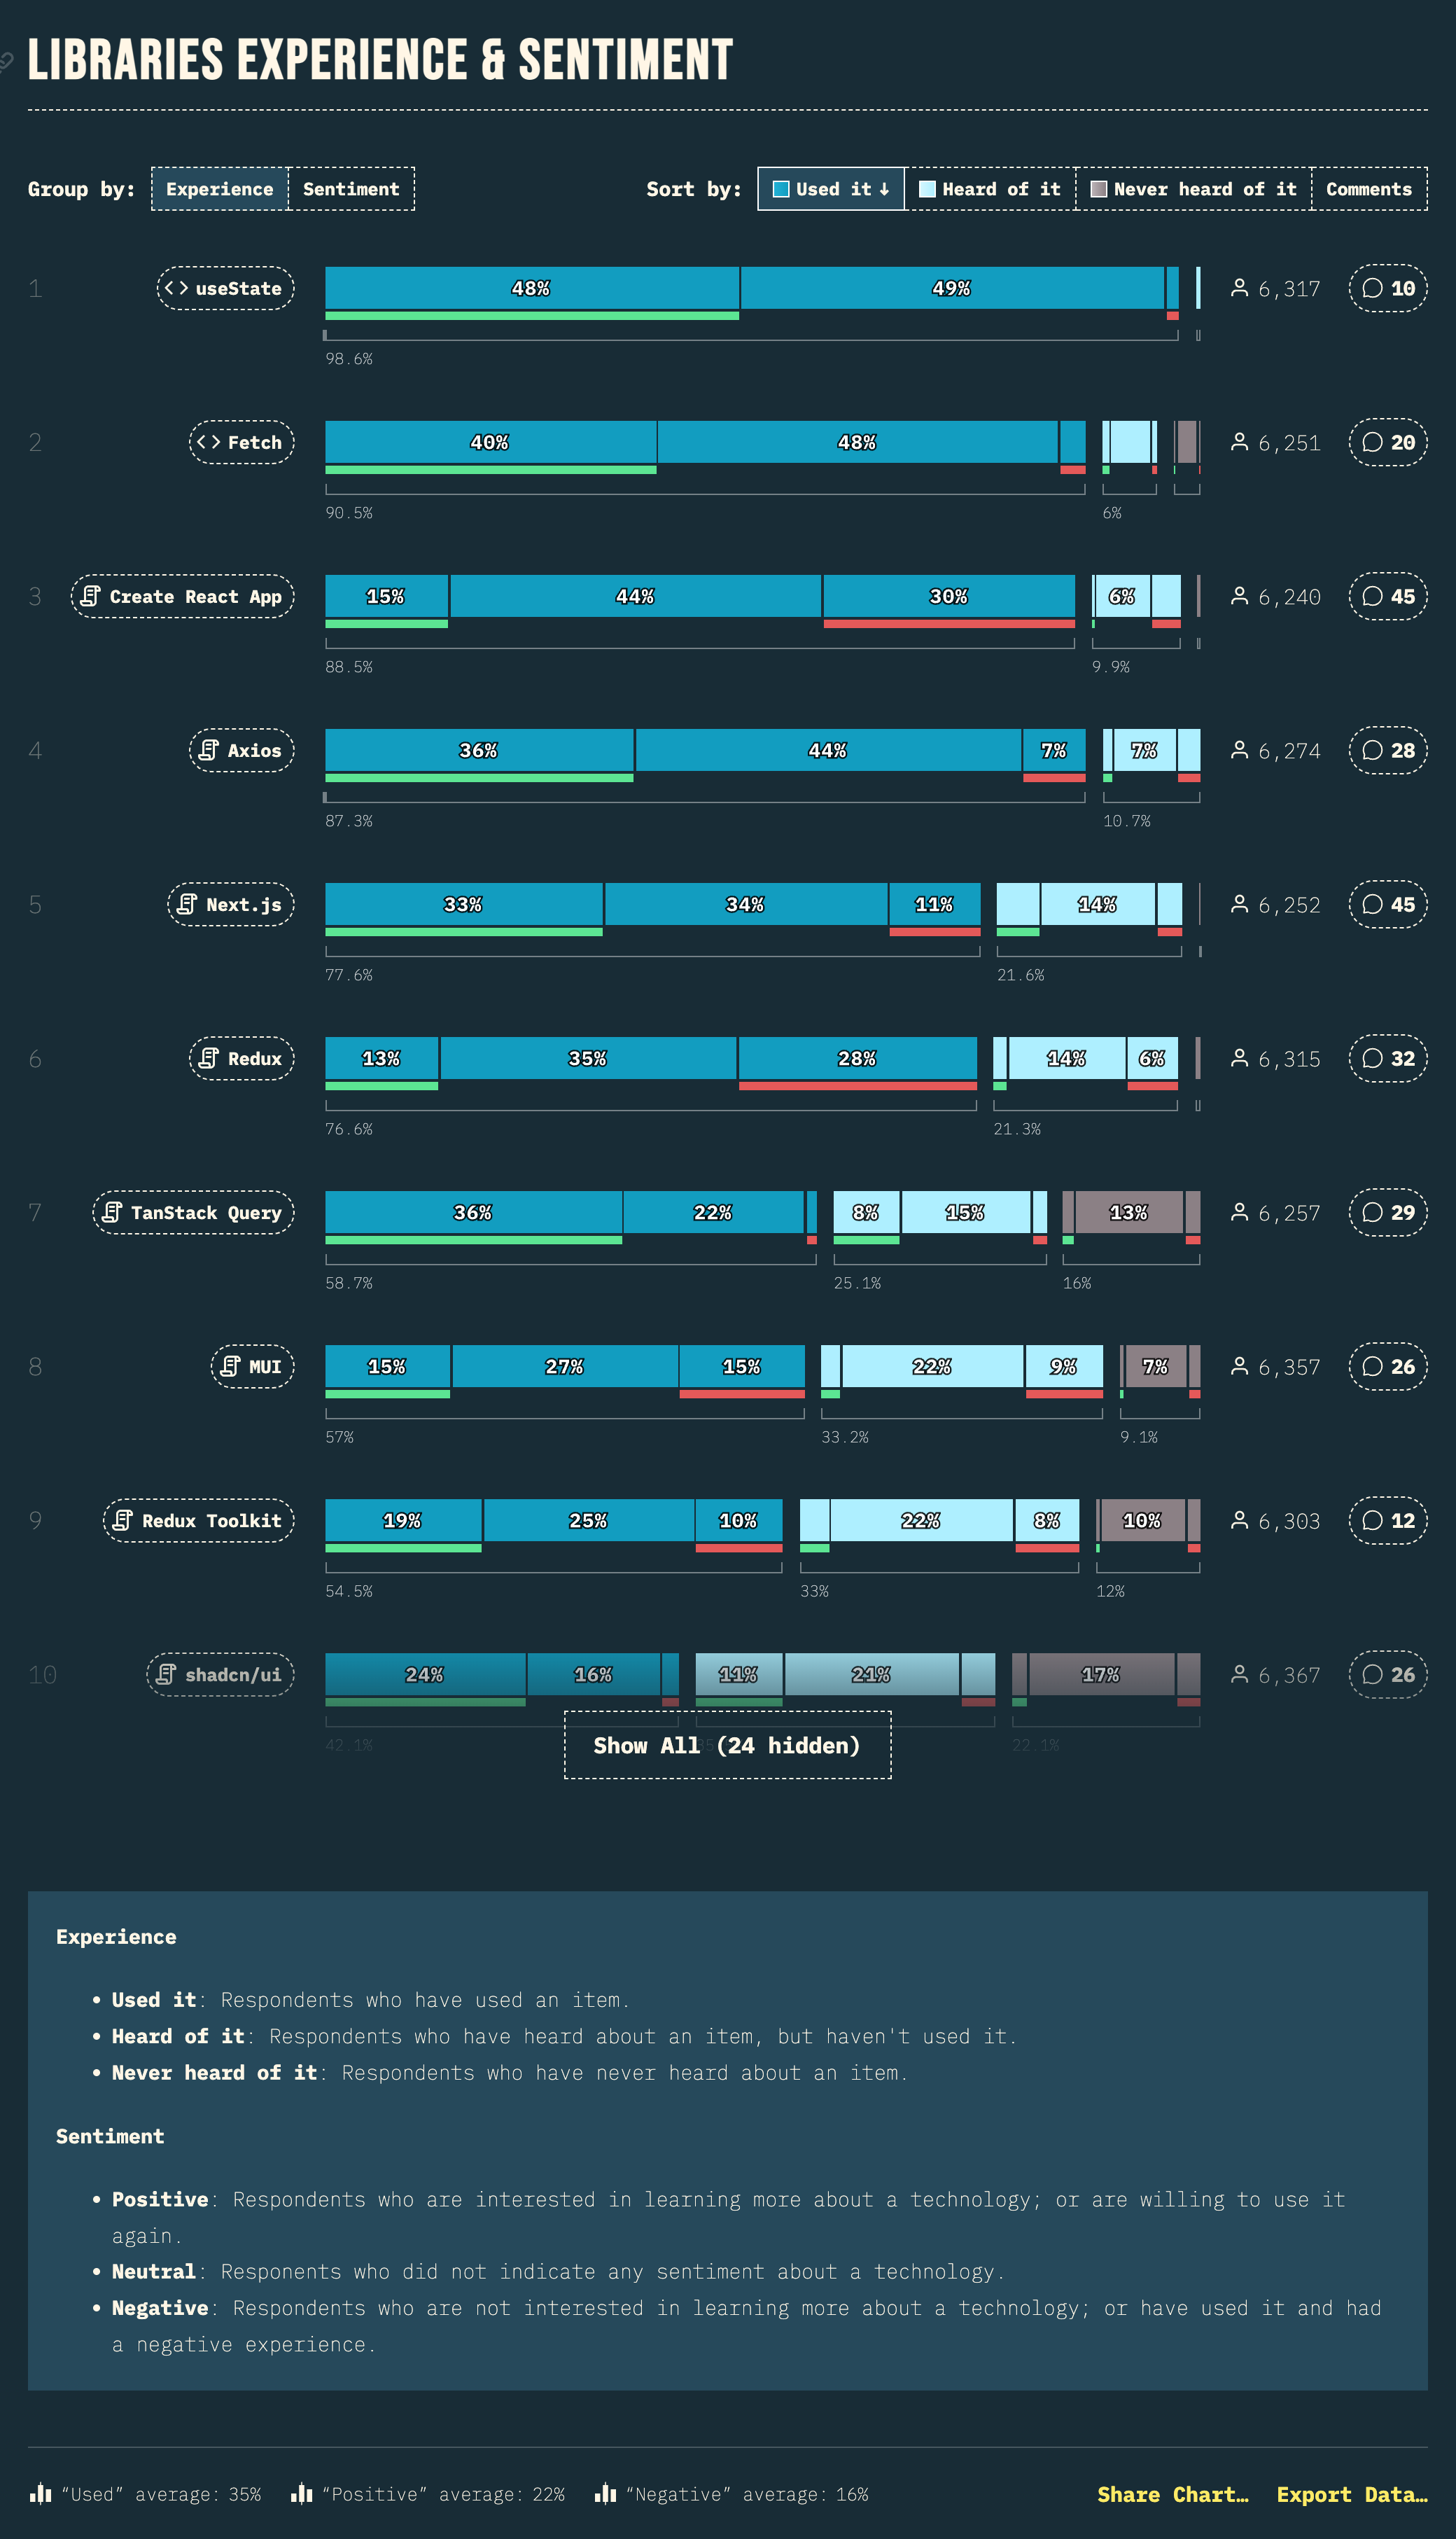 LIBRARIES EXPERIENCE & SENTIMENT
Group by: Experience Sentiment Sort by: Used it ↓ Heard of it Never heard of it Comments
1 <> useState 48% 49% 6,317 10
98.6%
2 <> Fetch 40% 48% 6,251 20
90.5% 6%
3 Create React App 15% 44% 30% 6% 6,240 45
88.5% 9.9%
4 Axios 36% 44% 7% 7% 6,274 28
87.3% 10.7%
5 Next.js 33% 34% 11% 14% 6,252 45
77.6% 21.6%
6 Redux 13% 35% 28% 14% 6% 6,315 32
76.6% 21.3%
7 TanStack Query 36% 22% 8% 15% 13% 6,257 29
58.7% 25.1% 16%
8 MUI 15% 27% 15% 22% 9% 7% 6,357 26
57% 33.2% 9.1%
9 Redux Toolkit 19% 25% 10% 22% 8% 10% 6,303 12
54.5% 33% 12%
10 shadcn/ui 24% 16% 11% 21% 17% 6,367 26
42.1% Show All (24 hidden) 22.1%
Experience
• Used it: Respondents who have used an item.
• Heard of it: Respondents who have heard about an item, but haven't used it.
• Never heard of it: Respondents who have never heard about an item.
Sentiment
• Positive: Respondents who are interested in learning more about a technology; or are willing to use it
again.
• Neutral: Responents who did not indicate any sentiment about a technology.
• Negative: Respondents who are not interested in learning more about a technology; or have used it and had
a negative experience.
“Used” average: 35% “Positive” average: 22% “Negative” average: 16% Share Chart… Export Data…